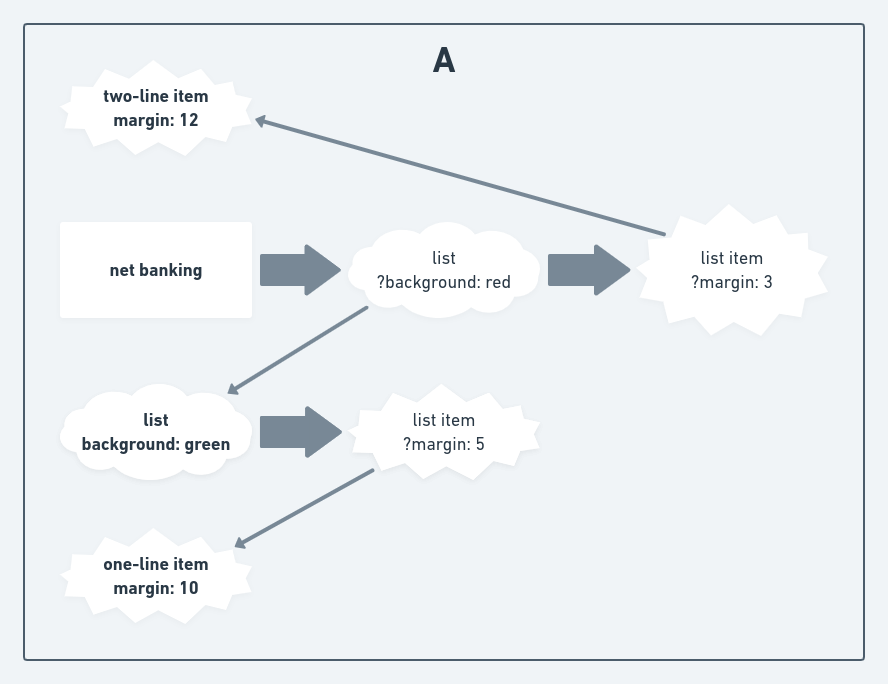 A
two-line item
margin: 12
net banking
list
?background: red
list item
?margin: 3
list
background: green
list item
?margin: 5
one-line item
margin: 10